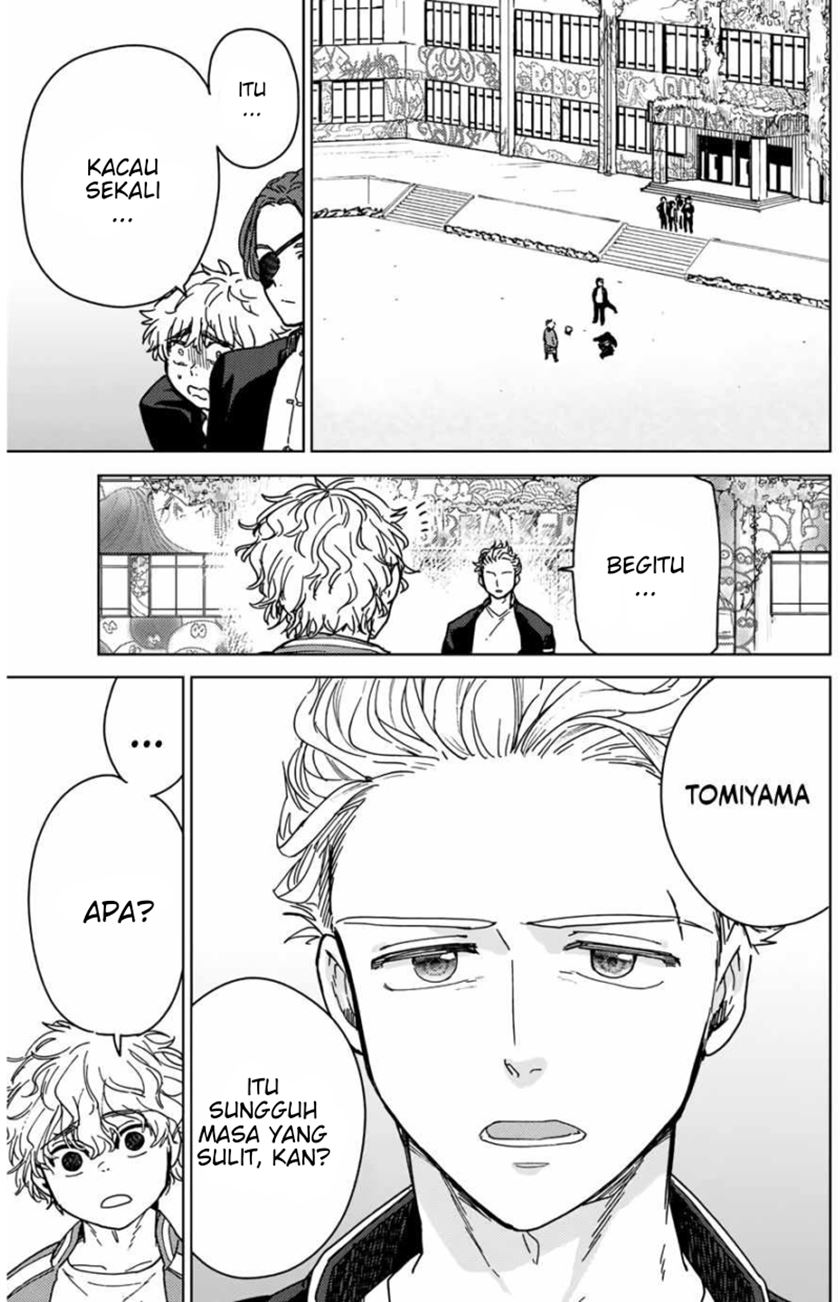 ITU
...
KACAU
SEKALI
...
BEGITU
...
TOMIYAMA
ITU
SUNGGUH
MASA YANG
SULIT, KAN?
...
APA?